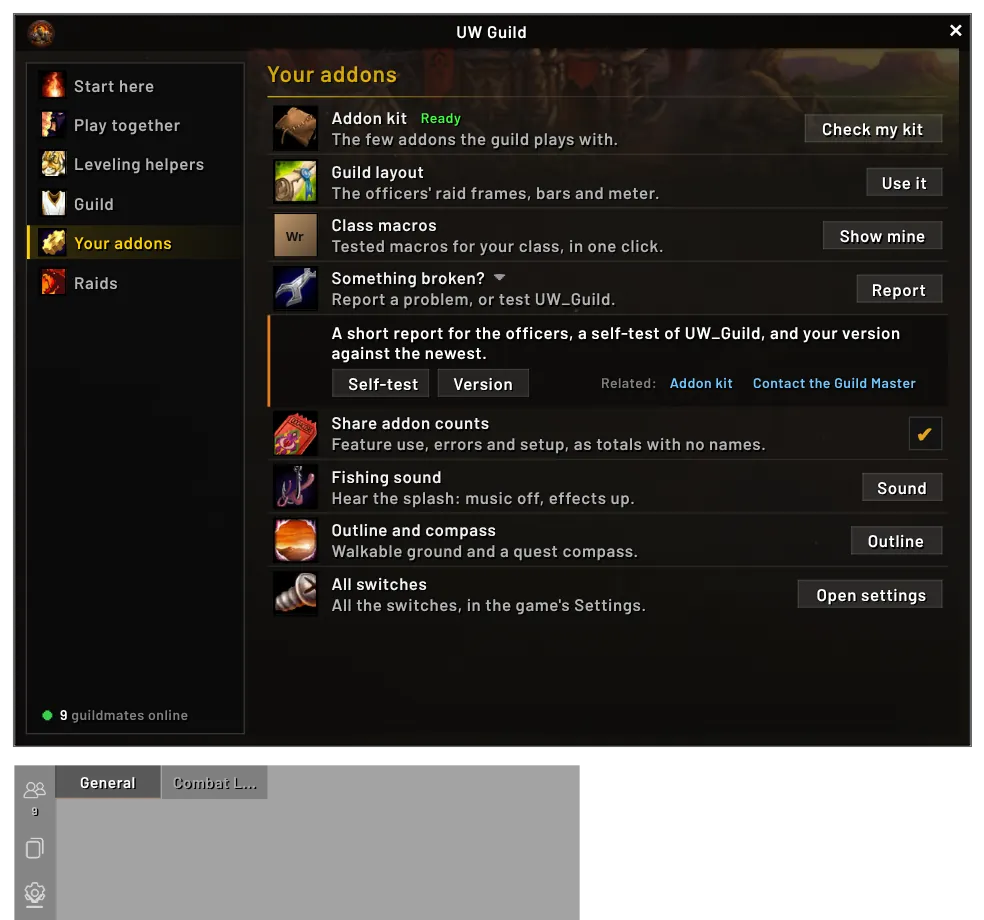 UW Guild
Start here
Play together
Leveling helpers
Guild
Your addons
Raids
9 guildmates online
Your addons
Addon kit Ready
The few addons the guild plays with.
Check my kit
Guild layout
The officers' raid frames, bars and meter.
Use it
Wr
Class macros
Tested macros for your class, in one click.
Show mine
Something broken?
Report a problem, or test UW_Guild.
Report
A short report for the officers, a self-test of UW_Guild, and your version
against the newest.
Self-test Version Related: Addon kit Contact the Guild Master
Share addon counts
Feature use, errors and setup, as totals with no names.
Fishing sound
Hear the splash: music off, effects up.
Sound
Outline and compass
Walkable ground and a quest compass.
Outline
All switches
All the switches, in the game's Settings.
Open settings
General Combat L...
9